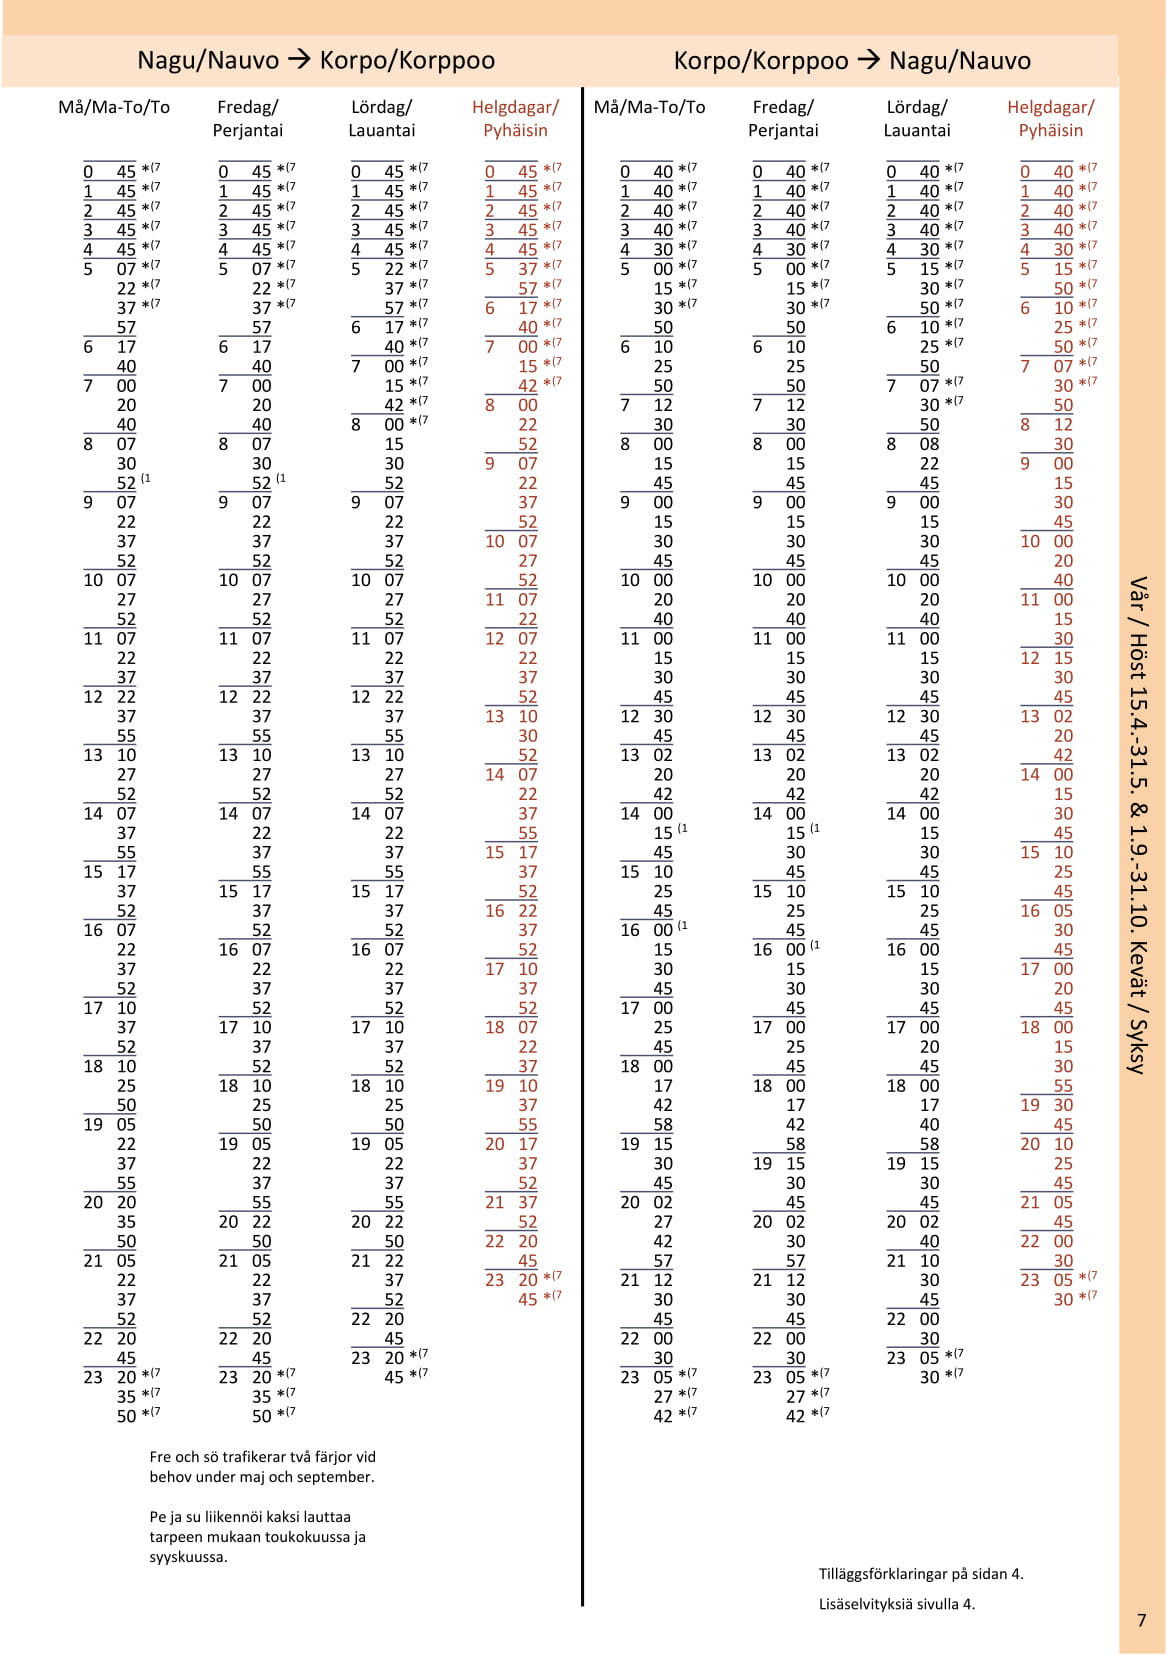 Nagu/Nauvo → Korpo/Korppoo Korpo/Korppoo → Nagu/Nauvo
Må/Ma-To/To Fredag/ Lördag/ Helgdagar/ Må/Ma-To/To Fredag/ Lördag/ Helgdagar/
Perjantai Lauantai Pyhäisin Perjantai Lauantai Pyhäisin
0 45 *(7 0 45 *(7 0 45 *(7 0 45 *(7 0 40 *(7 0 40 *(7 0 40 *(7 0 40 *(7
1 45 *(7 1 45 *(7 1 45 *(7 1 45 *(7 1 40 *(7 1 40 *(7 1 40 *(7 1 40 *(7
2 45 *(7 2 45 *(7 2 45 *(7 2 45 *(7 2 40 *(7 2 40 *(7 2 40 *(7 2 40 *(7
3 45 *(7 3 45 *(7 3 45 *(7 3 45 *(7 3 40 *(7 3 40 *(7 3 40 *(7 3 40 *(7
4 45 *(7 4 45 *(7 4 45 *(7 4 45 *(7 4 30 *(7 4 30 *(7 4 30 *(7 4 30 *(7
5 07 *(7 5 07 *(7 5 22 *(7 5 37 *(7 5 00 *(7 5 00 *(7 5 15 *(7 5 15 *(7
22 *(7 22 *(7 37 *(7 57 *(7 15 *(7 15 *(7 30 *(7 50 *(7
37 *(7 37 *(7 57 *(7 6 17 *(7 30 *(7 30 *(7 50 *(7 6 10 *(7
57 57 6 17 *(7 40 *(7 50 50 6 10 *(7 25 *(7
6 17 6 17 40 *(7 7 00 *(7 6 10 6 10 25 *(7 50 *(7
40 40 7 00 *(7 15 *(7 25 25 50 7 07 *(7
7 00 7 00 15 *(7 42 *(7 50 50 7 07 *(7 30 *(7
20 20 42 *(7 8 00 7 12 7 12 30 *(7 50
40 40 8 00 *(7 22 30 30 50 8 12
8 07 8 07 15 52 8 00 8 00 8 08 30
30 30 30 9 07 15 15 22 9 00
52 (1 52 (1 52 22 45 45 45 15
9 07 9 07 9 07 37 9 00 9 00 9 00 30
22 22 22 52 15 15 15 45
37 37 37 10 07 30 30 30 10 00
52 52 52 27 45 45 45 20
10 07 10 07 10 07 52 10 00 10 00 10 00 40
27 27 27 11 07 20 20 20 11 00
52 52 52 22 40 40 40 15
11 07 11 07 11 07 12 07 11 00 11 00 11 00 30
22 22 22 22 15 15 15 12 15
37 37 37 37 30 30 30 30
12 22 12 22 12 22 52 45 45 45 45
37 37 37 13 10 12 30 12 30 12 30 13 02
55 55 55 30 45 45 45 20
13 10 13 10 13 10 52 13 02 13 02 13 02 42
27 27 27 14 07 20 20 20 14 00
52 52 52 22 42 42 42 15
14 07 14 07 14 07 37 14 00 14 00 14 00 30
37 22 22 55 15 (1 15 (1 15 45
55 37 37 15 17 45 30 30 15 10
15 17 55 55 37 15 10 45 45 25
37 15 17 15 17 52 25 15 10 15 10 45
52 37 37 16 22 45 25 25 16 05
16 07 52 52 37 16 00 (1 45 45 30
22 16 07 16 07 52 15 16 00 (1 16 00 45
37 22 22 17 10 30 15 15 17 00
52 37 37 37 45 30 30 20
17 10 52 52 52 17 00 45 45 45
37 17 10 17 10 18 07 25 17 00 17 00 18 00
52 37 37 22 45 25 20 15
18 10 52 52 37 18 00 45 45 30
25 18 10 18 10 19 10 17 18 00 18 00 55
50 25 25 37 42 17 17 19 30
19 05 50 50 55 58 42 40 45
22 19 05 19 05 20 17 19 15 58 58 20 10
37 22 22 37 30 19 15 19 15 25
55 37 37 52 45 30 30 45
20 20 55 55 21 37 20 02 45 45 21 05
35 20 22 20 22 52 27 20 02 20 02 45
50 50 50 22 20 42 30 40 22 00
21 05 21 05 21 22 45 57 57 21 10 30
22 22 37 23 20 *(7 21 12 21 12 30 23 05 *(7
37 37 52 45 *(7 30 30 45 30 *(7
52 52 22 20 45 45 22 00
22 20 22 20 45 22 00 22 00 30
45 45 23 20 *(7 30 30 23 05 *(7
23 20 *(7 23 20 *(7 45 *(7 23 05 *(7 23 05 *(7 30 *(7
35 *(7 35 *(7 27 *(7 27 *(7
50 *(7 50 *(7 42 *(7 42 *(7
Fre och sö trafikerar två färjor vid
behov under maj och september.
Pe ja su liikennöi kaksi lauttaa
tarpeen mukaan toukokuussa ja
syyskuussa.
Tilläggsförklaringar på sidan 4.
Lisäselvityksiä sivulla 4.
Vår / Höst 15.4.-31.5. & 1.9.-31.10. Kevät / Syksy
7